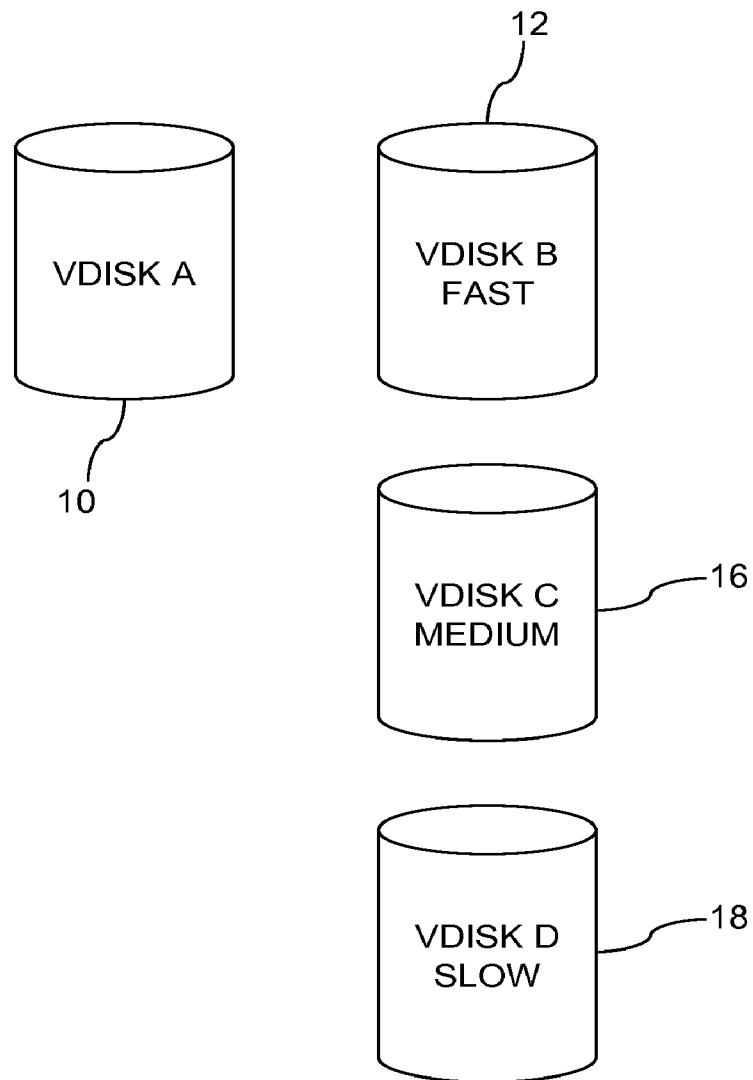 12
VDISK A
VDISK B
FAST
10
VDISK C
MEDIUM
16
VDISK D
SLOW
18